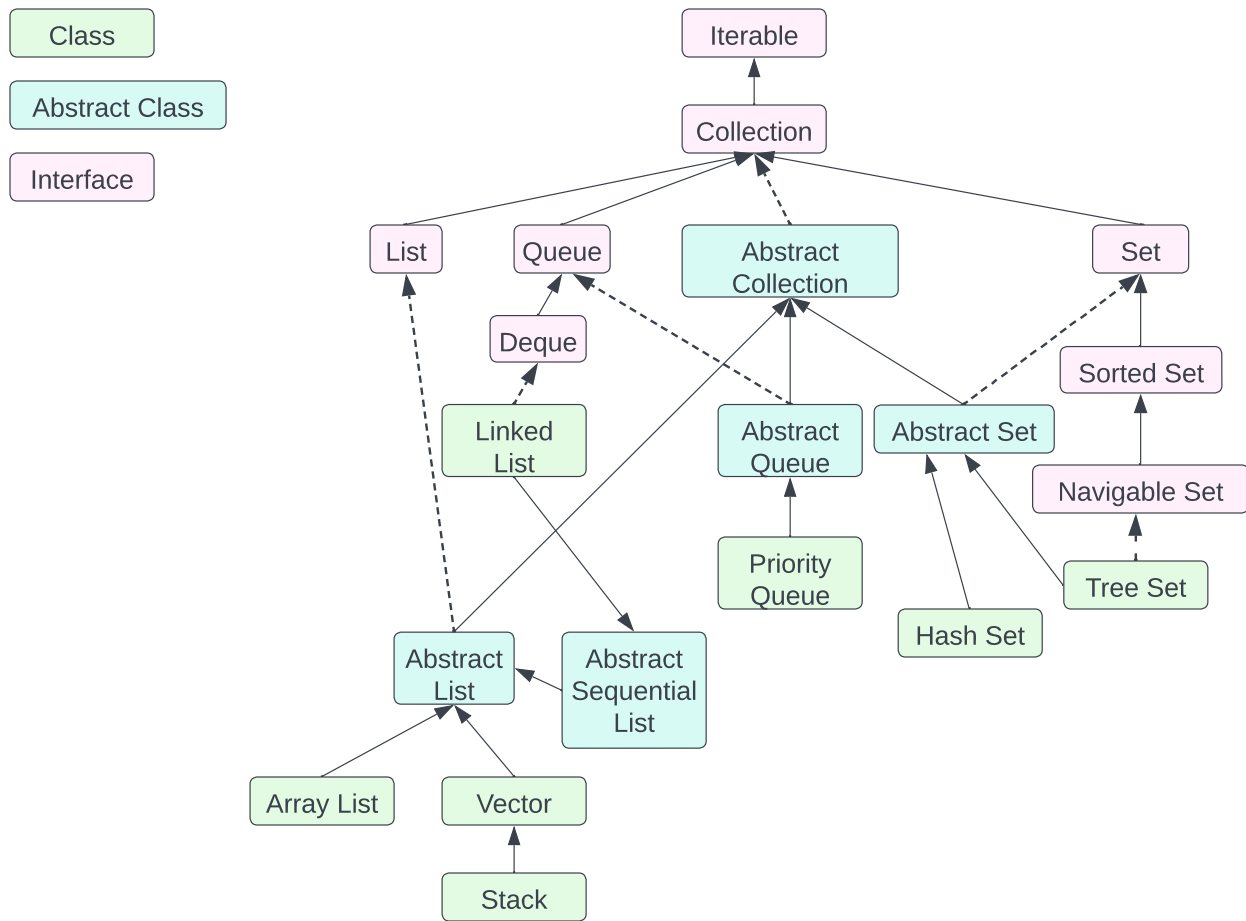 Class
Iterable
Abstract Class
Collection
Interface
List
Queue
Abstract
Collection
Set
Deque
Sorted Set
Linked
List
Abstract
Queue
Abstract Set
Navigable Set
Priority
Queue
Tree Set
Hash Set
Abstract
List
Abstract
Sequential
List
Array List
Vector
Stack